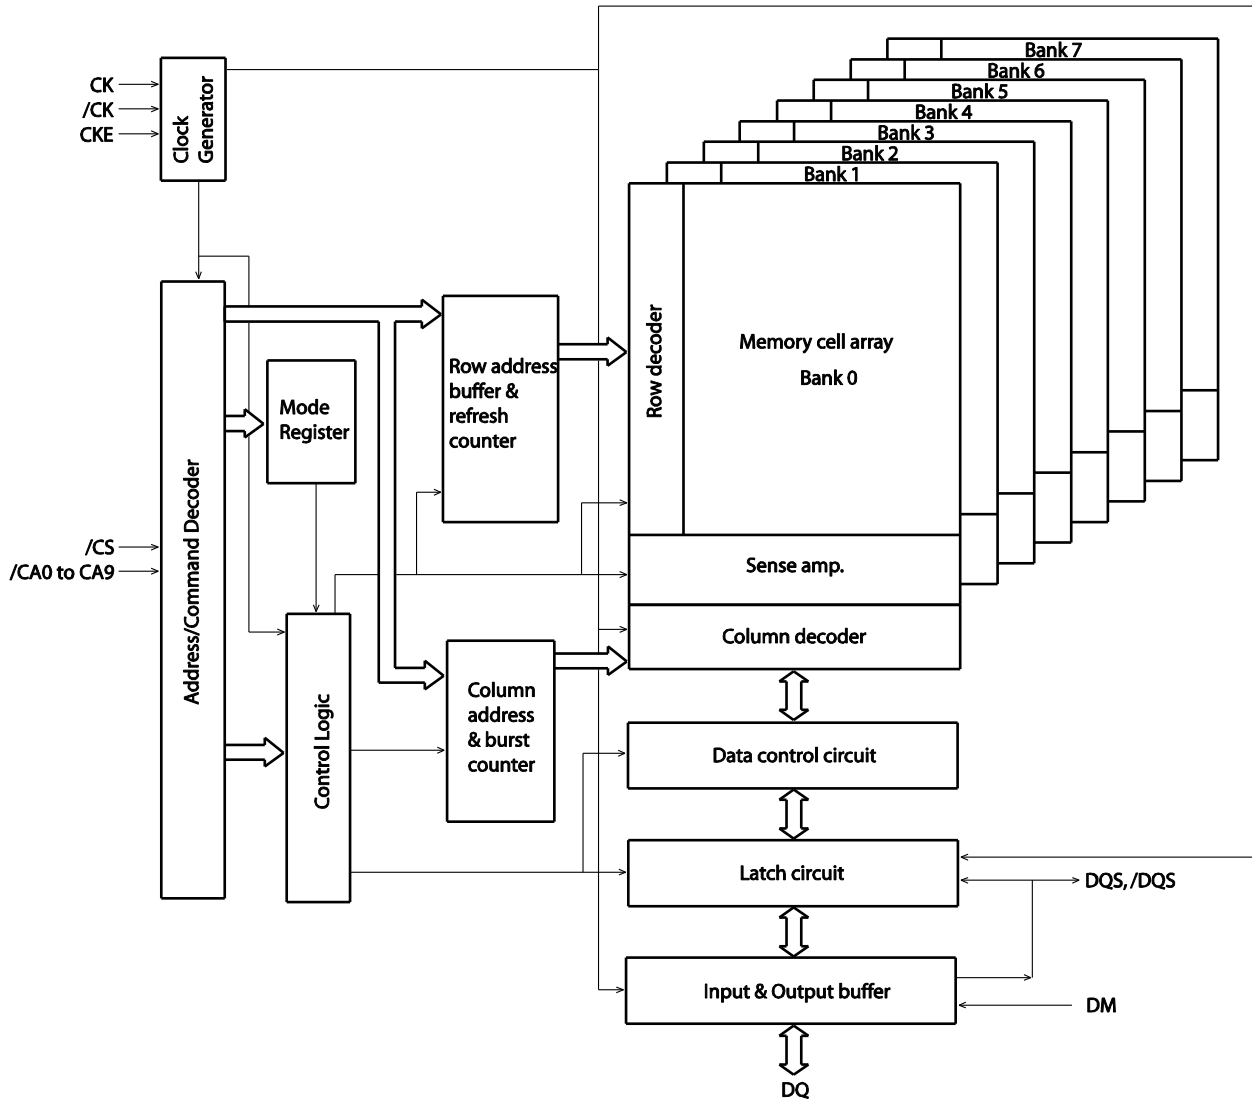 Bank 7
Bank 6
Bank 5
Bank 4
Bank 3
Bank 2
Bank 1
CK
/CK
CKE
Clock
Generator
Row decoder
Memory cell array
Bank 0
Row address
buffer &
refresh
counter
Mode
Register
Address/Command Decoder
/CS
/CA0 to CA9
Sense amp.
Column decoder
Control Logic
Column
address
& burst
counter
Data control circuit
Latch circuit
DQS, /DQS
Input & Output buffer
DM
DQ